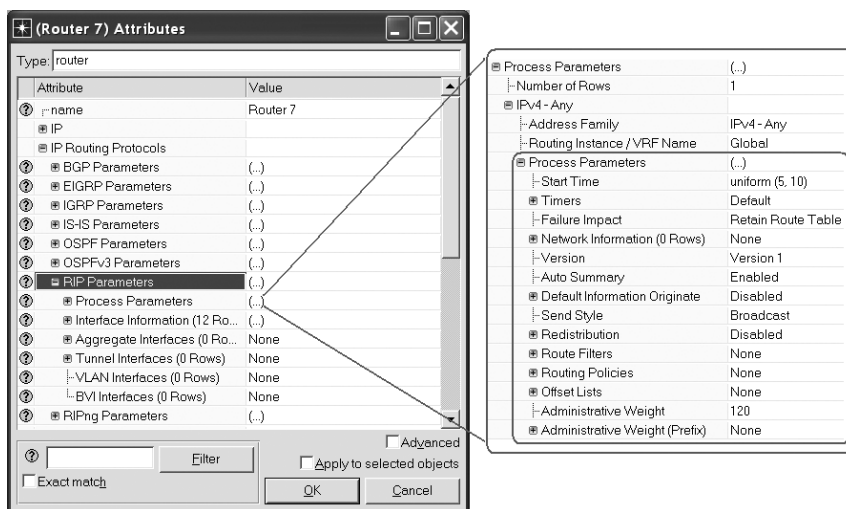 (Router 7) Attributes
Type: router
Attribute Value
name Router 7
IP
IP Routing Protocols
BGP Parameters (...)
EIGRP Parameters (...)
IGRP Parameters (...)
IS-IS Parameters (...)
OSPF Parameters (...)
OSPFv3 Parameters (...)
RIP Parameters (...)
Process Parameters (...)
Interface Information (12 Ro... (...)
Aggregate Interfaces (0 Ro... None
Tunnel Interfaces (0 Rows) None
VLAN Interfaces (0 Rows) None
BVI Interfaces (0 Rows) None
RIPng Parameters (...)
Advanced
Filter
Apply to selected objects
Exact match
OK Cancel
Process Parameters (...)
Number of Rows 1
IPv4 - Any
Address Family IPv4 - Any
Routing Instance / VRF Name Global
Process Parameters (...)
Start Time uniform (5, 10)
Timers Default
Failure Impact Retain Route Table
Network Information (0 Rows) None
Version Version 1
Auto Summary Enabled
Default Information Originate Disabled
Send Style Broadcast
Redistribution Disabled
Route Filters None
Routing Policies None
Offset Lists None
Administrative Weight 120
Administrative Weight (Prefix) None